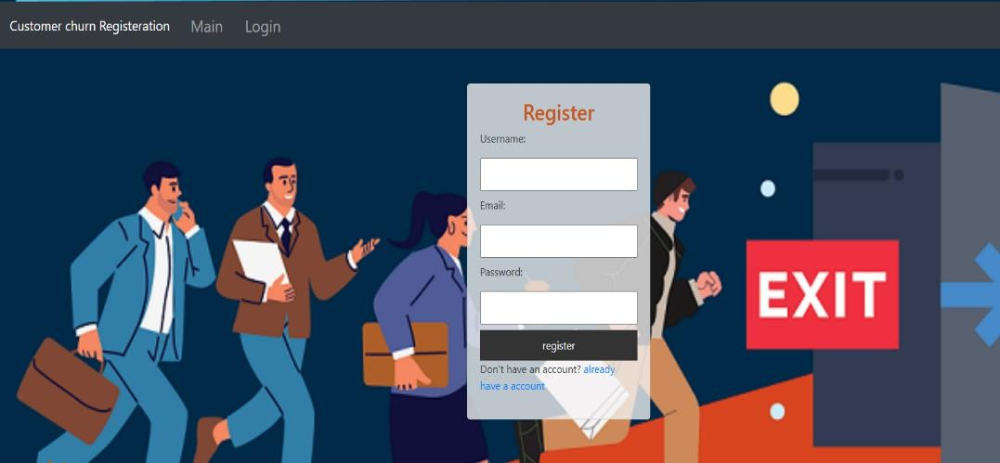 Customer churn Registeration Main Login
Register
Username:
Email:
Password:
register
Don't have an account? already
have a account
EXIT